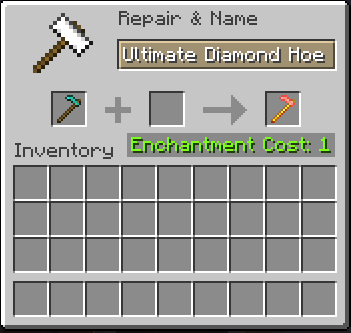 Repair & Name
Ultimate Diamond Hoe
Enchantment Cost: 1
Inventory